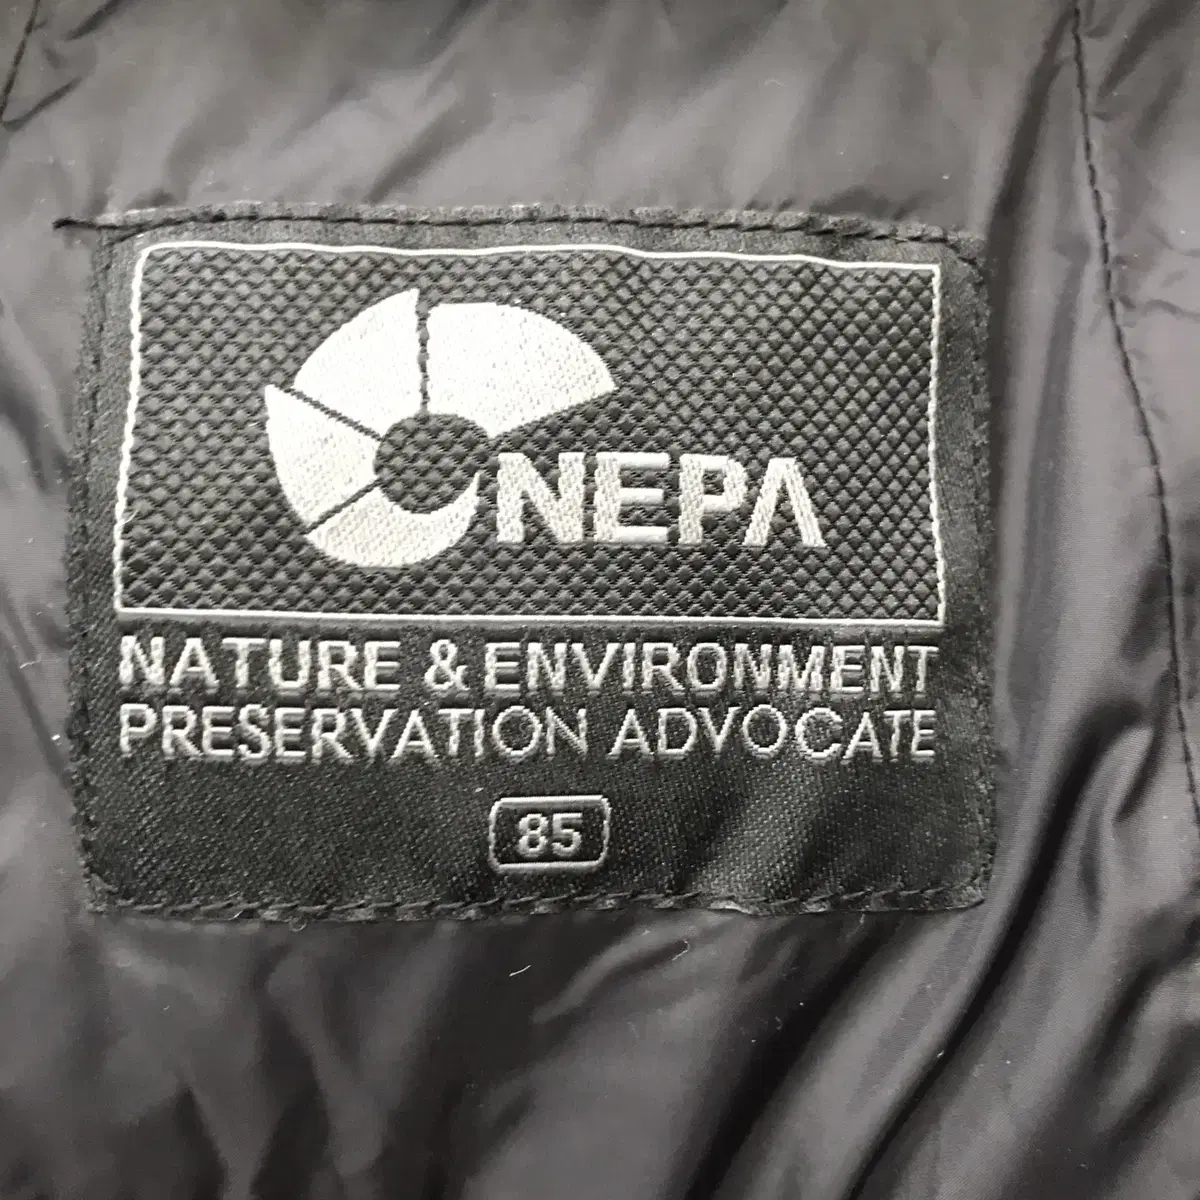 NEPA
NATURE & ENVIRONMENT
PRESERVATION ADVOCATE
85